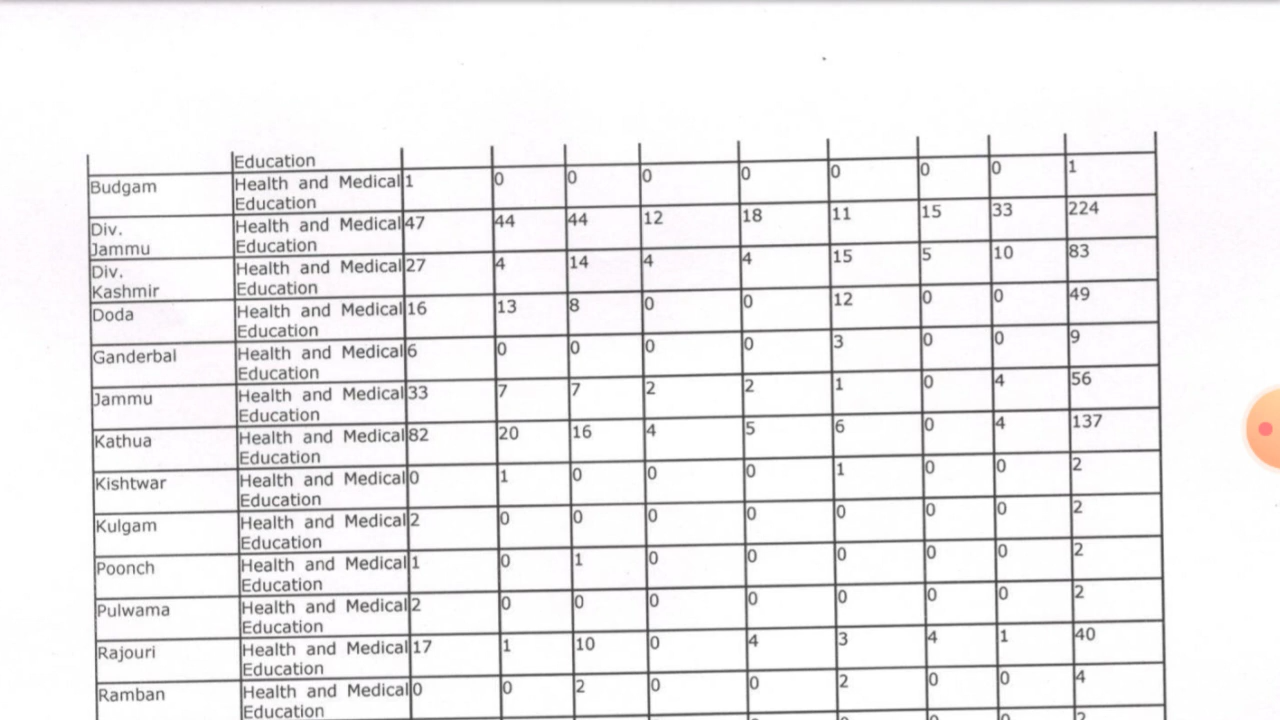 Education
Budgam Health and Medical Education 1 0 0 0 0 0 0 0 1
Div. Jammu Health and Medical Education 47 44 44 12 18 11 15 33 224
Div. Kashmir Health and Medical Education 27 4 14 4 4 15 5 10 83
Doda Health and Medical Education 16 13 8 0 0 12 0 0 49
Ganderbal Health and Medical Education 6 0 0 0 0 3 0 0 9
Jammu Health and Medical Education 33 7 7 2 2 1 0 4 56
Kathua Health and Medical Education 82 20 16 4 5 6 0 4 137
Kishtwar Health and Medical Education 0 1 0 0 0 1 0 0 2
Kulgam Health and Medical Education 2 0 0 0 0 0 0 0 2
Poonch Health and Medical Education 1 0 1 0 0 0 0 0 2
Pulwama Health and Medical Education 2 0 0 0 0 0 0 0 2
Rajouri Health and Medical Education 17 1 10 0 4 3 4 1 40
Ramban Health and Medical Education 0 0 2 0 0 2 0 0 4